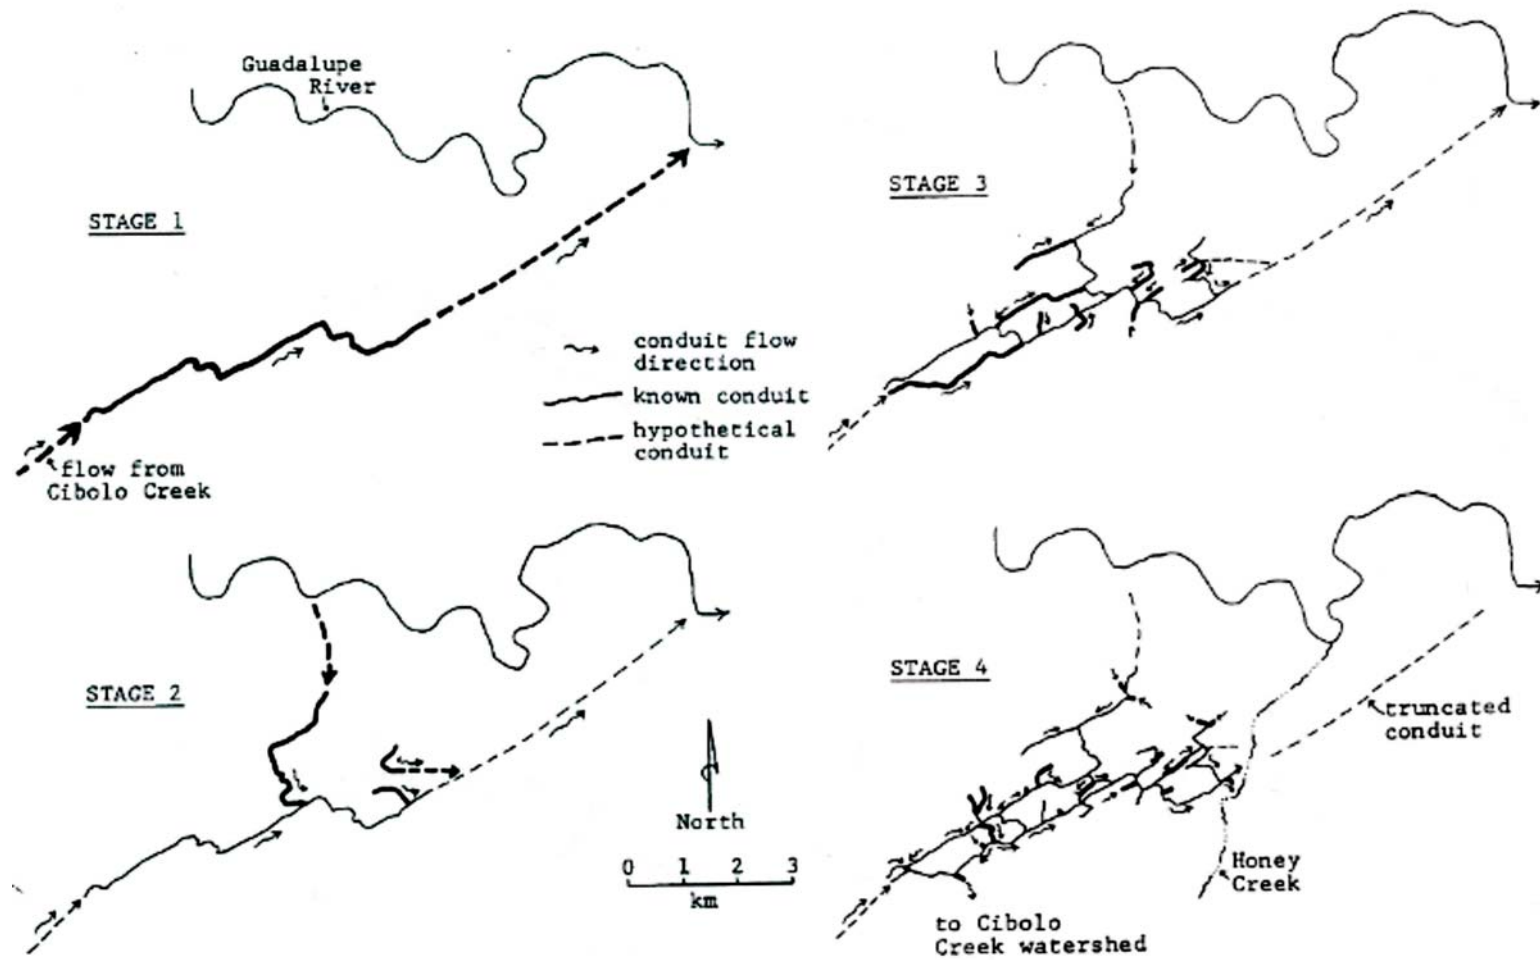 Guadalupe
River
STAGE 1
conduit flow
direction
known conduit
hypothetical
conduit
flow from
Cibolo Creek
STAGE 2
North
0 1 2 3
km
STAGE 3
STAGE 4
truncated
conduit
Honey
Creek
to Cibolo
Creek watershed